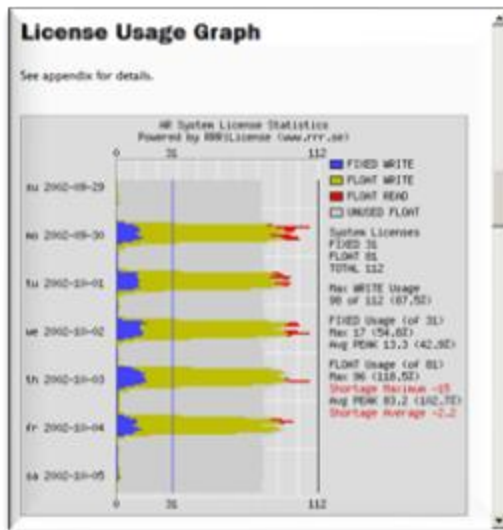 License Usage Graph
See appendix for details.
AR System License Statistics
Powered by RRR|License (www.rrr.se)
0 31 112
FIXED WRITE
FLOAT WRITE
FLOAT READ
UNUSED FLOAT
su 2002-09-29
mo 2002-09-30
tu 2002-10-01
we 2002-10-02
th 2002-10-03
fr 2002-10-04
sa 2002-10-05
System Licenses
FIXED 31
FLOAT 81
TOTAL 112
Max WRITE Usage
98 of 112 (87.5%)
FIXED Usage (of 31)
Max 17 (54.8%)
Avg PEAK 13.3 (42.9%)
FLOAT Usage (of 81)
Max 96 (118.5%)
Shortage Maximum -15
Avg PEAK 83.2 (102.7%)
Shortage Average -2.2
0 31 112